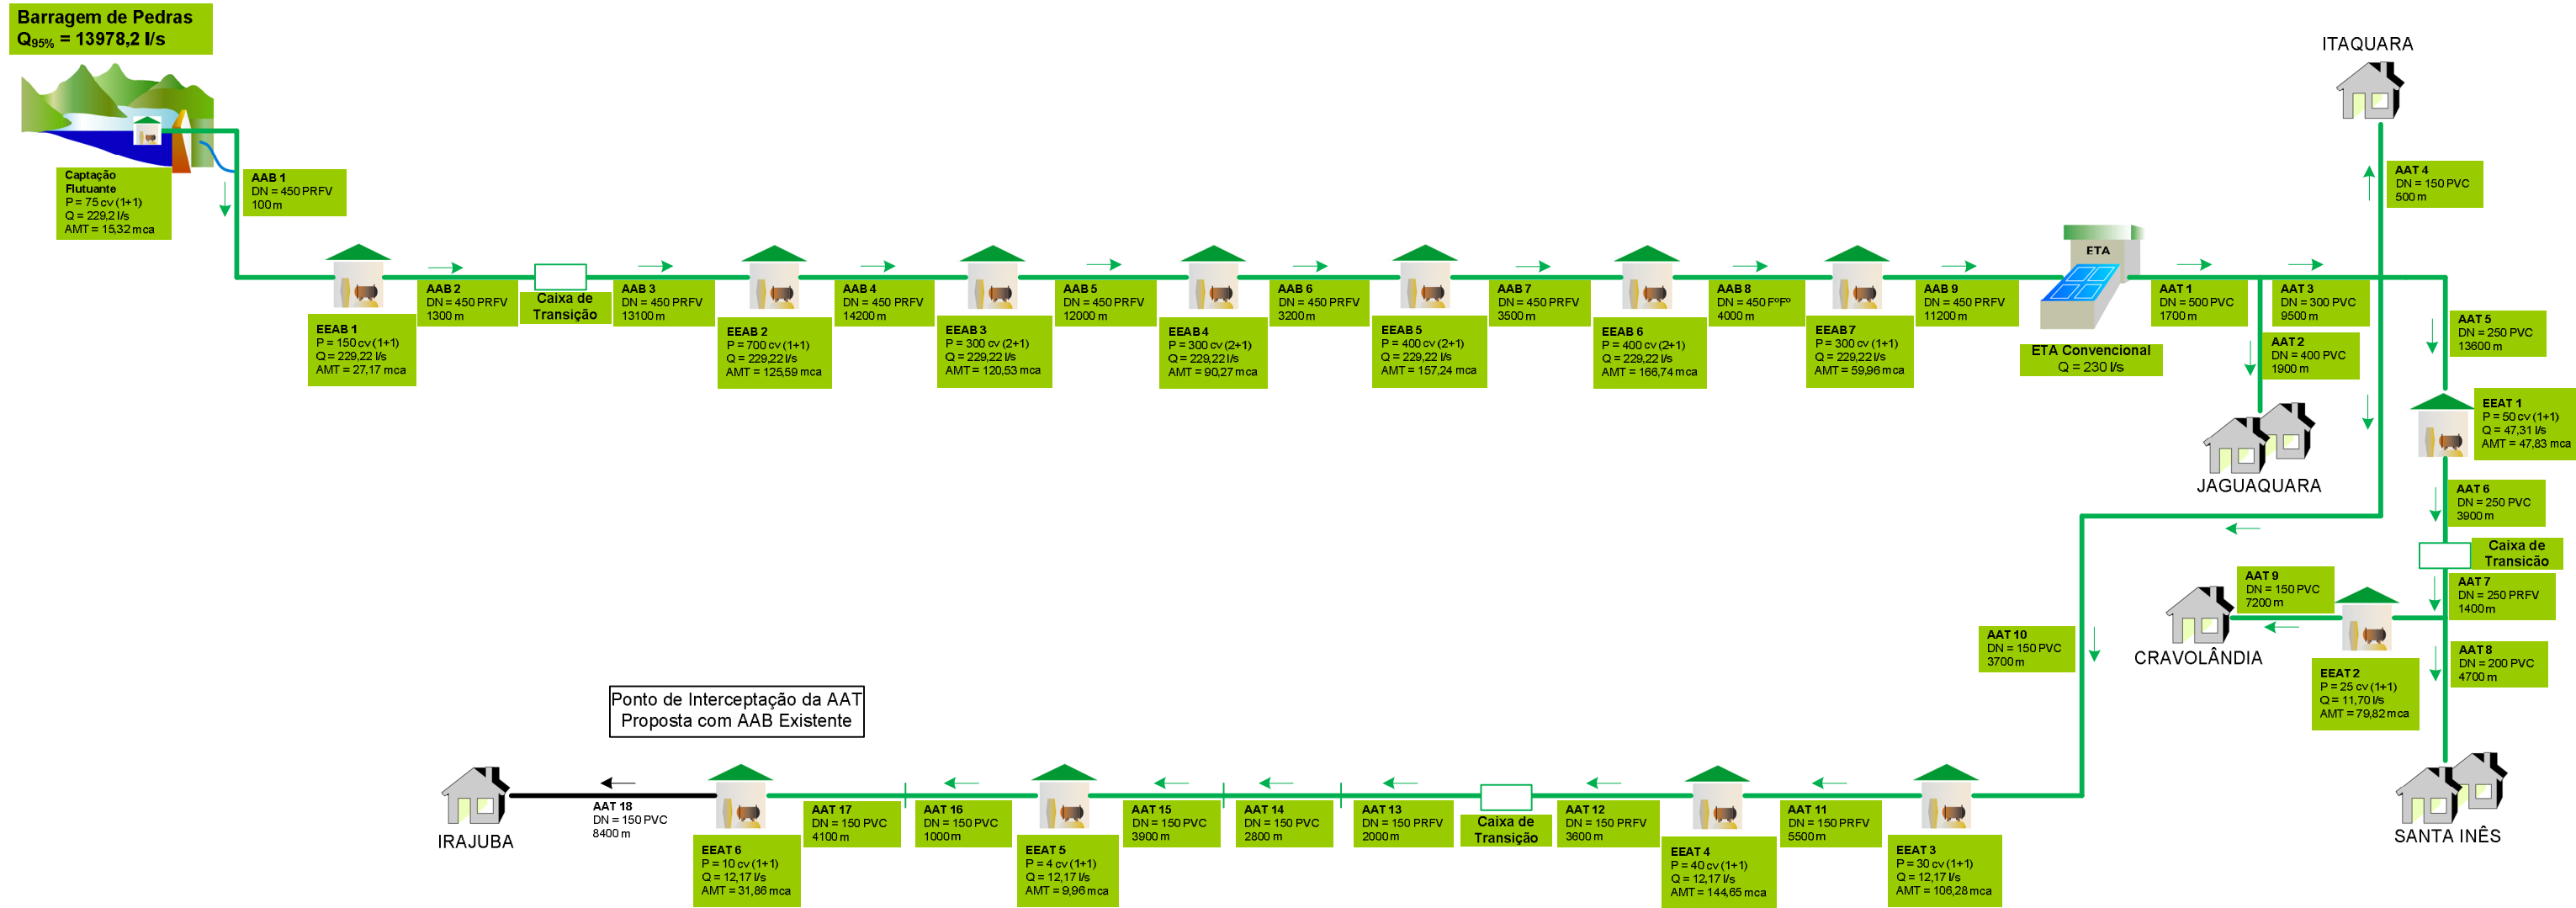 Barragem de Pedras
Q95% = 13978,2 l/s
Captação
Flutuante
P = 75 cv (1+1)
Q = 229,2 l/s
AMT = 15,32 mca
AAB 1
DN = 450 PRFV
100 m
EEAB 1
P = 150 cv (1+1)
Q = 229,22 l/s
AMT = 27,17 mca
AAB 2
DN = 450 PRFV
1300 m
Caixa de
Transição
AAB 3
DN = 450 PRFV
13100 m
EEAB 2
P = 700 cv (1+1)
Q = 229,22 l/s
AMT = 125,59 mca
AAB 4
DN = 450 PRFV
14200 m
EEAB 3
P = 300 cv (2+1)
Q = 229,22 l/s
AMT = 120,53 mca
AAB 5
DN = 450 PRFV
12000 m
EEAB 4
P = 300 cv (2+1)
Q = 229,22 l/s
AMT = 90,27 mca
AAB 6
DN = 450 PRFV
3200 m
EEAB 5
P = 400 cv (2+1)
Q = 229,22 l/s
AMT = 157,24 mca
AAB 7
DN = 450 PRFV
3500 m
EEAB 6
P = 400 cv (2+1)
Q = 229,22 l/s
AMT = 166,74 mca
AAB 8
DN = 450 FºFº
4000 m
EEAB 7
P = 300 cv (1+1)
Q = 229,22 l/s
AMT = 59,96 mca
AAB 9
DN = 450 PRFV
11200 m
ETA
ETA Convencional
Q = 230 l/s
AAT 1
DN = 500 PVC
1700 m
AAT 2
DN = 400 PVC
1900 m
JAGUAQUARA
AAT 3
DN = 300 PVC
9500 m
ITAQUARA
AAT 4
DN = 150 PVC
500 m
AAT 5
DN = 250 PVC
13600 m
EEAT 1
P = 50 cv (1+1)
Q = 47,31 l/s
AMT = 47,83 mca
AAT 6
DN = 250 PVC
3900 m
Caixa de
Transicão
AAT 7
DN = 250 PRFV
1400 m
AAT 8
DN = 200 PVC
4700 m
SANTA INÊS
EEAT 2
P = 25 cv (1+1)
Q = 11,70 l/s
AMT = 79,82 mca
AAT 9
DN = 150 PVC
7200 m
CRAVOLÂNDIA
AAT 10
DN = 150 PVC
3700 m
EEAT 3
P = 30 cv (1+1)
Q = 12,17 l/s
AMT = 106,28 mca
AAT 11
DN = 150 PRFV
5500 m
EEAT 4
P = 40 cv (1+1)
Q = 12,17 l/s
AMT = 144,65 mca
AAT 12
DN = 150 PRFV
3600 m
Caixa de
Transição
AAT 13
DN = 150 PRFV
2000 m
AAT 14
DN = 150 PVC
2800 m
AAT 15
DN = 150 PVC
3900 m
EEAT 5
P = 4 cv (1+1)
Q = 12,17 l/s
AMT = 9,96 mca
AAT 16
DN = 150 PVC
1000 m
AAT 17
DN = 150 PVC
4100 m
Ponto de Interceptação da AAT
Proposta com AAB Existente
EEAT 6
P = 10 cv (1+1)
Q = 12,17 l/s
AMT = 31,86 mca
AAT 18
DN = 150 PVC
8400 m
IRAJUBA